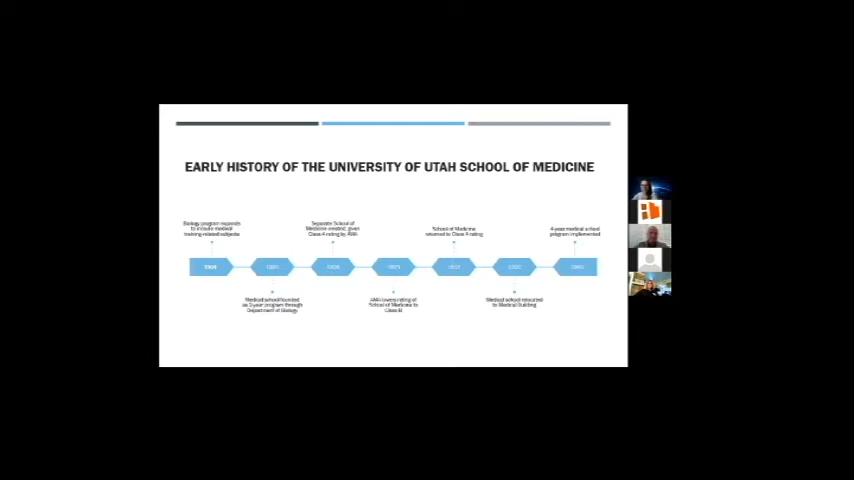 EARLY HISTORY OF THE UNIVERSITY OF UTAH SCHOOL OF MEDICINE
Biology program expands
to include medical
training-related subjects
Separate School of
Medicine created, given
Class A rating by AMA
School of Medicine
returned to Class A rating
4-year medical school
program implemented
Medical school founded
as 2-year program through
Department of Biology
AMA lowers rating of
School of Medicine to
Class B
Medical school relocated
to Medical Building